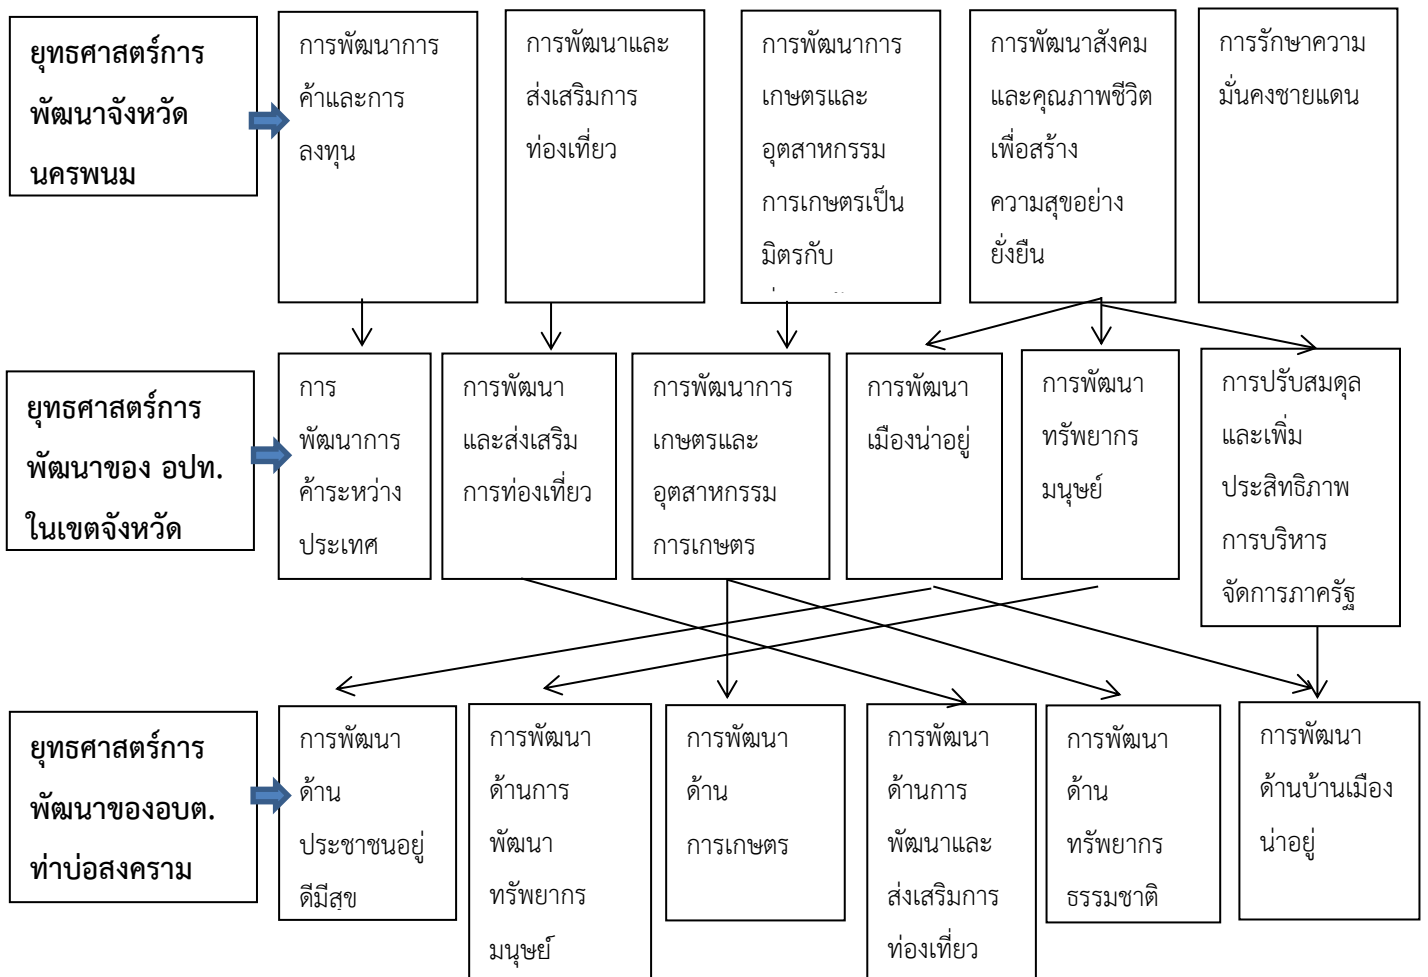 ยุทธศาสตร์การ
พัฒนาจังหวัด
นครพนม
การพัฒนาการ
ค้าและการ
ลงทุน
การพัฒนาและ
ส่งเสริมการ
ท่องเที่ยว
การพัฒนาการ
เกษตรและ
อุตสาหกรรม
การเกษตรเป็น
มิตรกับ
การพัฒนาสังคม
และคุณภาพชีวิต
เพื่อสร้าง
ความสุขอย่าง
ยั่งยืน
การรักษาความ
มั่นคงชายแดน
ยุทธศาสตร์การ
พัฒนาของ อปท.
ในเขตจังหวัด
การ
พัฒนาการ
ค้าระหว่าง
ประเทศ
การพัฒนา
และส่งเสริม
การท่องเที่ยว
การพัฒนาการ
เกษตรและ
อุตสาหกรรม
การเกษตร
การพัฒนา
เมืองน่าอยู่
การพัฒนา
ทรัพยากร
มนุษย์
การปรับสมดุล
และเพิ่ม
ประสิทธิภาพ
การบริหาร
จัดการภาครัฐ
ยุทธศาสตร์การ
พัฒนาของอบต.
ท่าบ่อสงคราม
การพัฒนา
ด้าน
ประชาชนอยู่
ดีมีสุข
การพัฒนา
ด้านการ
พัฒนา
ทรัพยากร
มนุษย์
การพัฒนา
ด้าน
การเกษตร
การพัฒนา
ด้านการ
พัฒนาและ
ส่งเสริมการ
ท่องเที่ยว
การพัฒนา
ด้าน
ทรัพยากร
ธรรมชาติ
การพัฒนา
ด้านบ้านเมือง
น่าอยู่